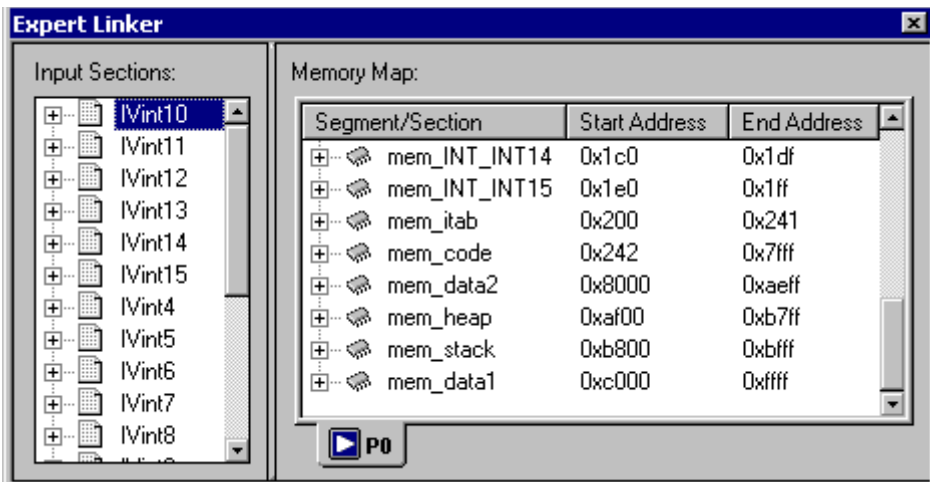 Expert Linker
Input Sections:
IVint10
IVint11
IVint12
IVint13
IVint14
IVint15
IVint4
IVint5
IVint6
IVint7
IVint8
Memory Map:
Segment/Section Start Address End Address
mem_INT_INT14 0x1c0 0x1df
mem_INT_INT15 0x1e0 0x1ff
mem_itab 0x200 0x241
mem_code 0x242 0x7fff
mem_data2 0x8000 0xaeff
mem_heap 0xaf00 0xb7ff
mem_stack 0xb800 0xbfff
mem_data1 0xc000 0xffff
P0